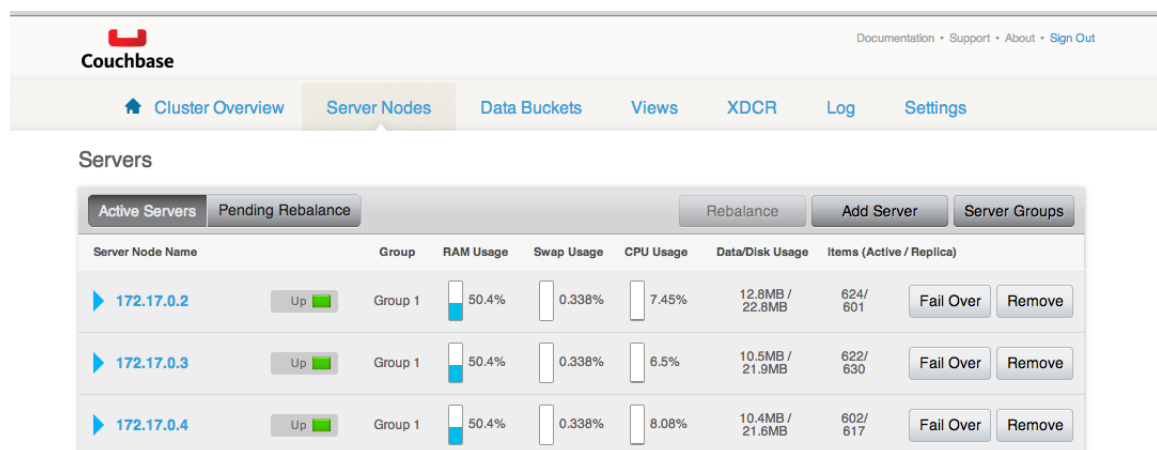 Documentation • Support • About • Sign Out
Couchbase
Cluster Overview Server Nodes Data Buckets Views XDCR Log Settings
Servers
Active Servers Pending Rebalance Rebalance Add Server Server Groups
Server Node Name Group RAM Usage Swap Usage CPU Usage Data/Disk Usage Items (Active / Replica)
172.17.0.2 Up Group 1 50.4% 0.338% 7.45% 12.8MB / 22.8MB 624/ 601 Fail Over Remove
172.17.0.3 Up Group 1 50.4% 0.338% 6.5% 10.5MB / 21.9MB 622/ 630 Fail Over Remove
172.17.0.4 Up Group 1 50.4% 0.338% 8.08% 10.4MB / 21.6MB 602/ 617 Fail Over Remove